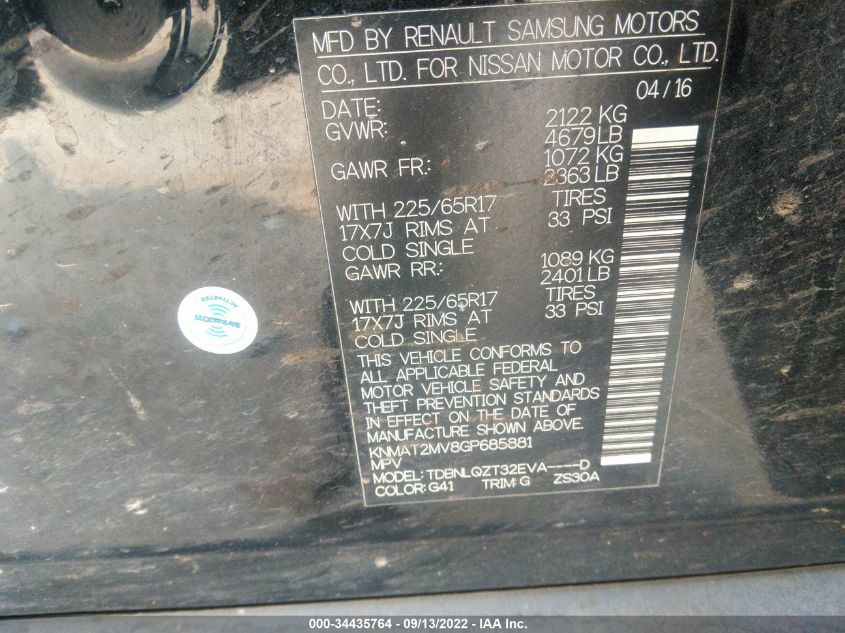 MFD BY RENAULT SAMSUNG MOTORS
CO., LTD. FOR NISSAN MOTOR CO., LTD.
04/16
DATE:
GVWR: 2122 KG
4679 LB
GAWR FR: 1072 KG
2363 LB
WITH 225/65R17 TIRES
17X7J RIMS AT 33 PSI
COLD SINGLE
GAWR RR: 1089 KG
2401 LB
WITH 225/65R17 TIRES
17X7J RIMS AT 33 PSI
COLD SINGLE
THIS VEHICLE CONFORMS TO
ALL APPLICABLE FEDERAL
MOTOR VEHICLE SAFETY AND
THEFT PREVENTION STANDARDS
IN EFFECT ON THE DATE OF
MANUFACTURE SHOWN ABOVE.
KNMAT2MV8GP685881
MPV
MODEL: TDBNLQZT32EVA----D
COLOR: G41 TRIM: G ZS30A
000-34435764 - 09/13/2022 - IAA Inc.